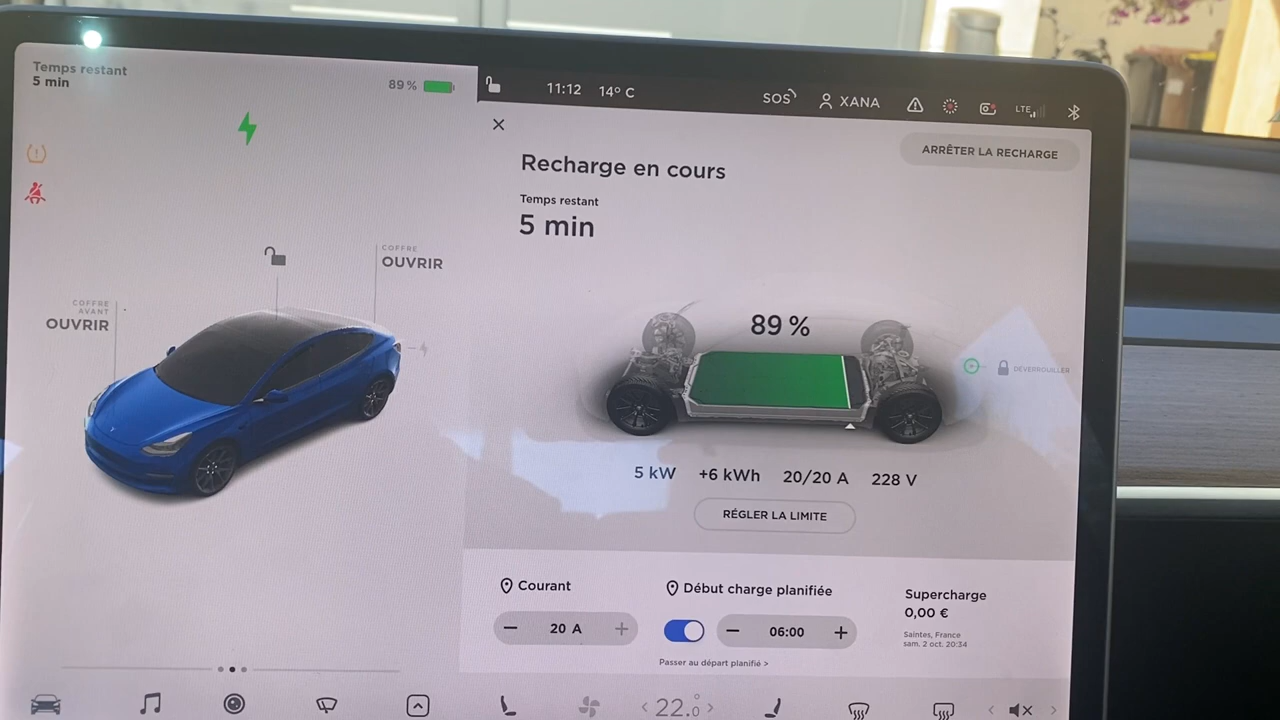 Temps restant
5 min
89 %
11:12 14° C
SOS
XANA
LTE
ARRÊTER LA RECHARGE
Recharge en cours
Temps restant
5 min
COFFRE
OUVRIR
COFFRE
AVANT
OUVRIR
89 %
DÉVERROUILLER
5 kW +6 kWh 20/20 A 228 V
RÉGLER LA LIMITE
Courant
20 A
Début charge planifiée
06:00
Passer au départ planifié >
Supercharge
0,00 €
Saintes, France
sam. 2 oct. 20:34
22.0°